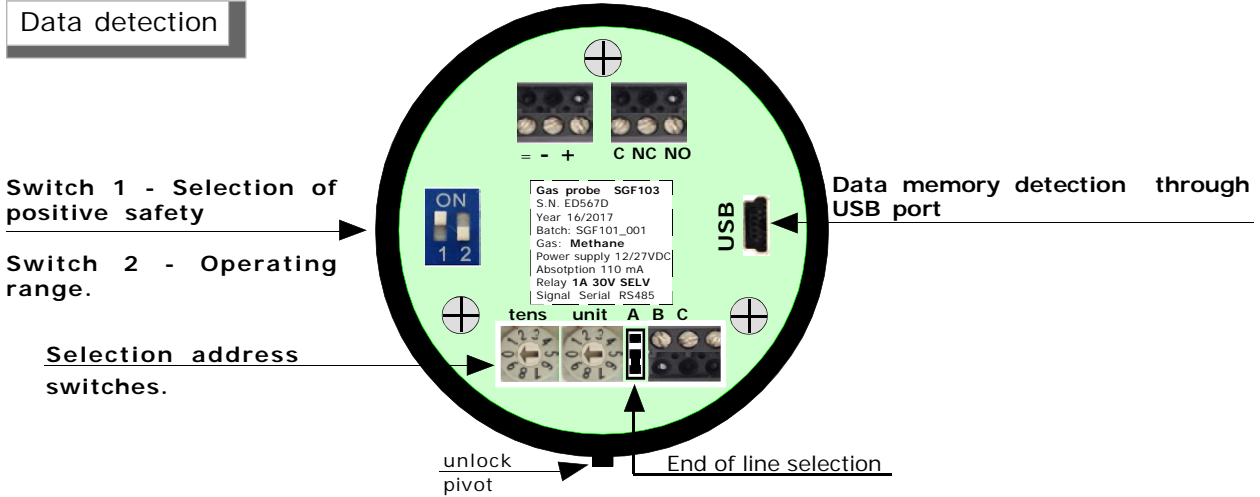 Data detection
= - +
C NC NO
Switch 1 - Selection of
positive safety
Switch 2 - Operating
range.
ON
1 2
Gas probe SGF103
S.N. ED567D
Year 16/2017
Batch: SGF101_001
Gas: Methane
Power supply 12/27VDC
Absotption 110 mA
Relay 1A 30V SELV
Signal Serial RS485
USB
Data memory detection through
USB port
tens unit A B C
Selection address
switches.
unlock
pivot
End of line selection